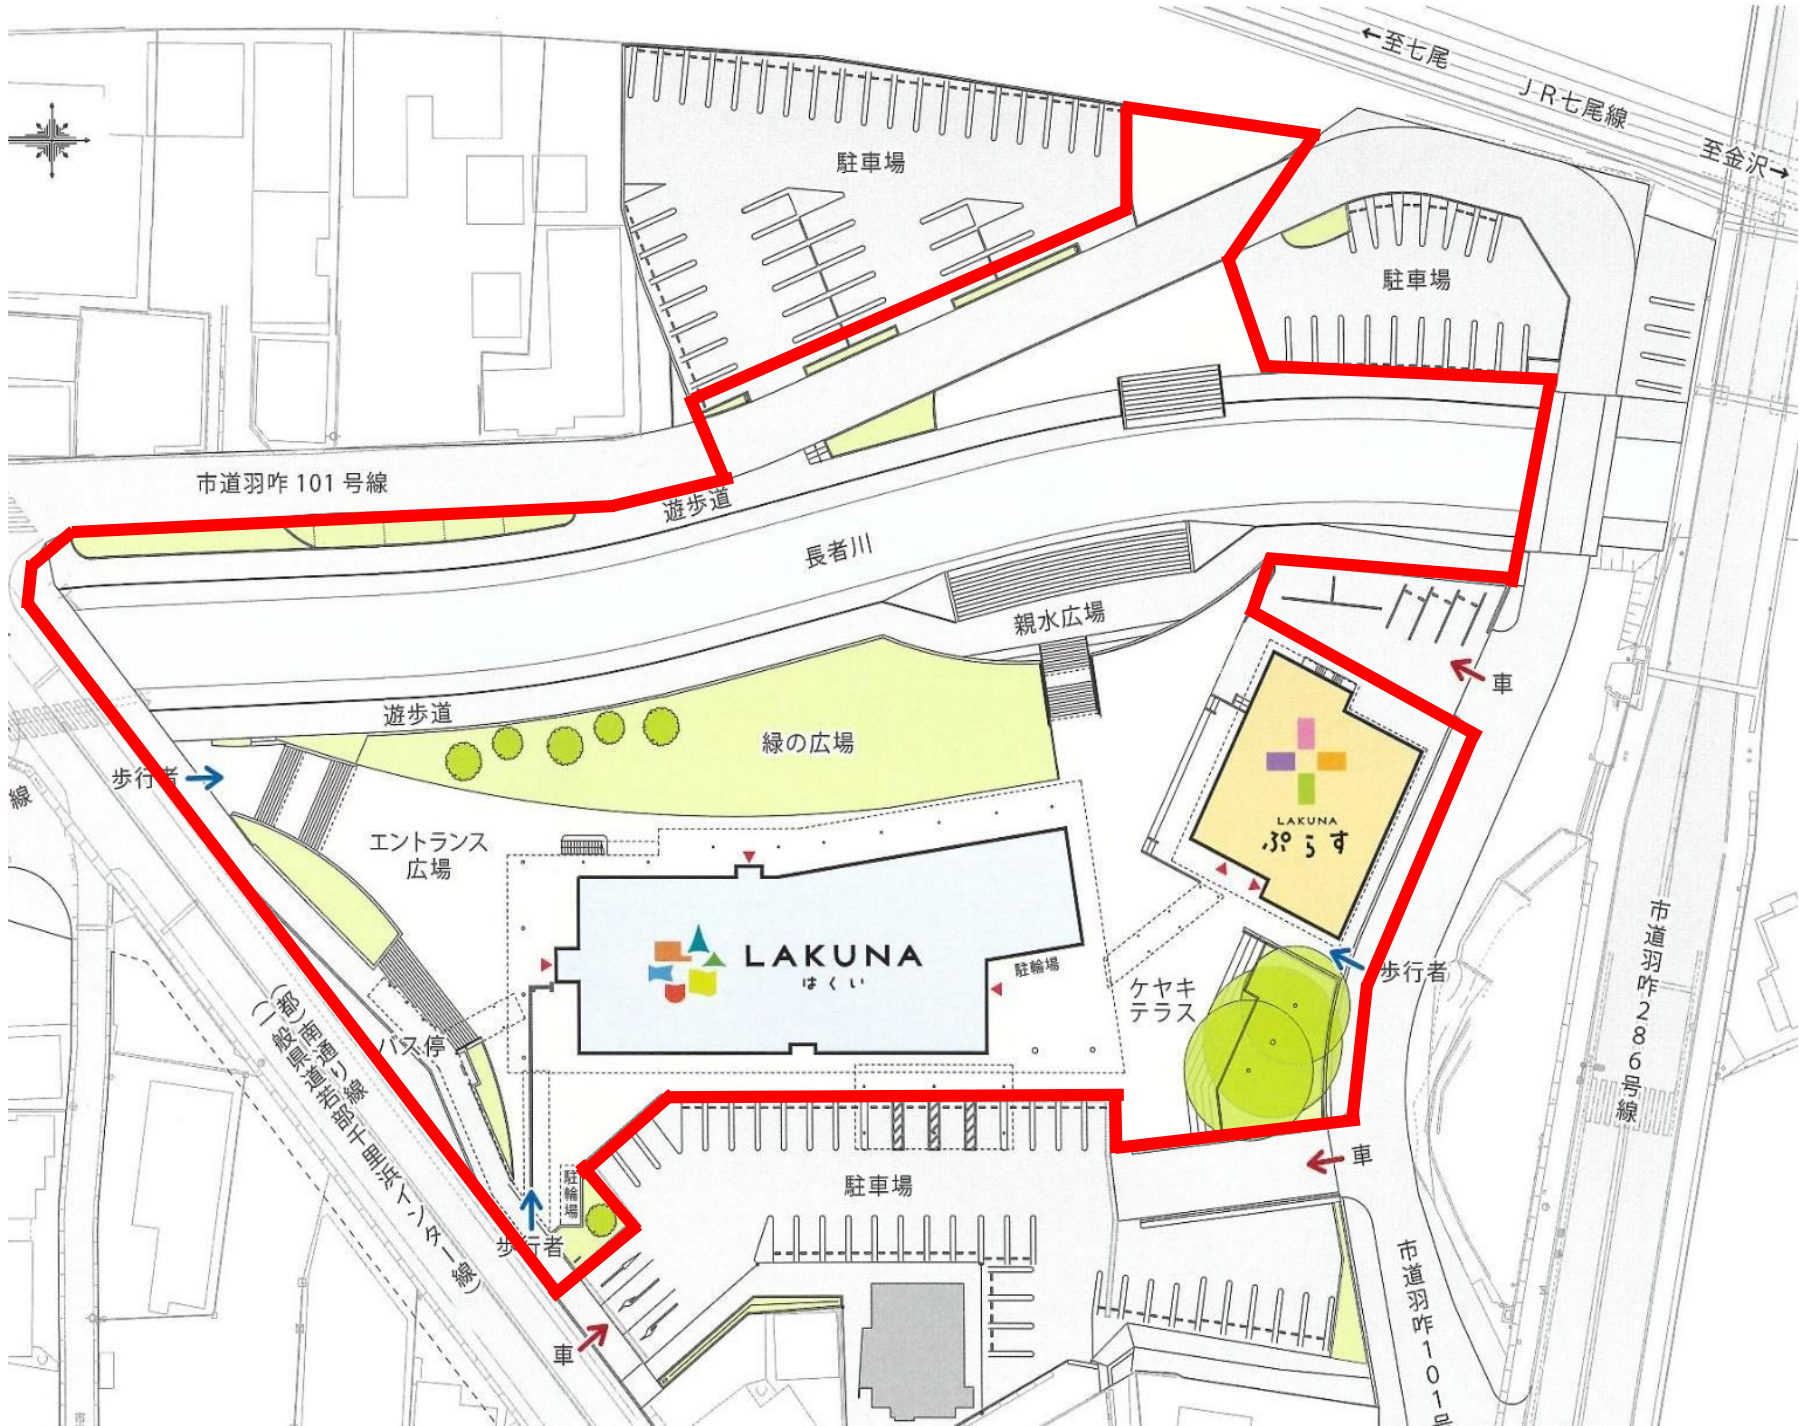 ←至七尾
JR七尾線
至金沢→
駐車場
駐車場
市道羽咋101号線
遊歩道
長者川
親水広場
車
遊歩道
緑の広場
歩行者
線
エントランス
広場
LAKUNA
ぷらす
LAKUNA
はくい
駐輪場
ケヤキ
テラス
歩行者
市道羽咋286号線
バス停
(都)南通り線
(一般県道若部千里浜インター線)
駐輪場
駐車場
車
歩行者
車
市道羽咋101号
市